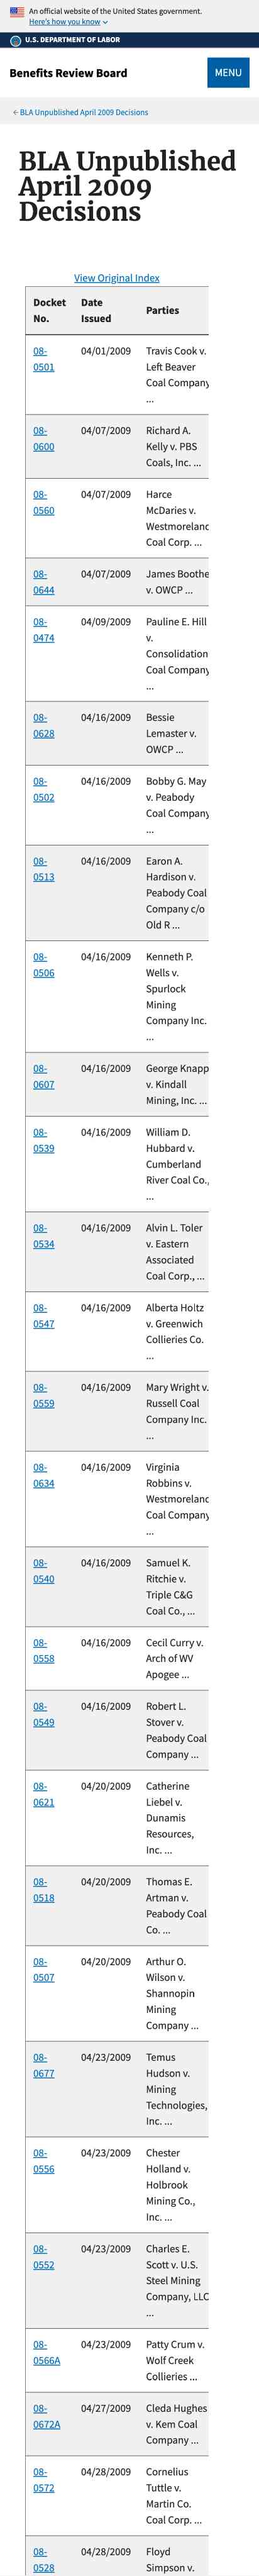 An official website of the United States government.
Here's how you know
U.S. DEPARTMENT OF LABOR
Benefits Review Board
MENU
BLA Unpublished April 2009 Decisions
BLA Unpublished
April 2009
Decisions
View Original Index
Docket No. Date Issued Parties
08-0501 04/01/2009 Travis Cook v. Left Beaver Coal Company ...
08-0600 04/07/2009 Richard A. Kelly v. PBS Coals, Inc. ...
08-0560 04/07/2009 Harce McDaries v. Westmoreland Coal Corp. ...
08-0644 04/07/2009 James Boothe v. OWCP ...
08-0474 04/09/2009 Pauline E. Hill v. Consolidation Coal Company ...
08-0628 04/16/2009 Bessie Lemaster v. OWCP ...
08-0502 04/16/2009 Bobby G. May v. Peabody Coal Company ...
08-0513 04/16/2009 Earon A. Hardison v. Peabody Coal Company c/o Old R ...
08-0506 04/16/2009 Kenneth P. Wells v. Spurlock Mining Company Inc. ...
08-0607 04/16/2009 George Knapp v. Kindall Mining, Inc. ...
08-0539 04/16/2009 William D. Hubbard v. Cumberland River Coal Co., ...
08-0534 04/16/2009 Alvin L. Toler v. Eastern Associated Coal Corp., ...
08-0547 04/16/2009 Alberta Holtz v. Greenwich Collieries Co. ...
08-0559 04/16/2009 Mary Wright v. Russell Coal Company Inc. ...
08-0634 04/16/2009 Virginia Robbins v. Westmoreland Coal Company ...
08-0540 04/16/2009 Samuel K. Ritchie v. Triple C&G Coal Co., ...
08-0558 04/16/2009 Cecil Curry v. Arch of WV Apogee ...
08-0549 04/16/2009 Robert L. Stover v. Peabody Coal Company ...
08-0621 04/20/2009 Catherine Liebel v. Dunamis Resources, Inc. ...
08-0518 04/20/2009 Thomas E. Artman v. Peabody Coal Co. ...
08-0507 04/20/2009 Arthur O. Wilson v. Shannopin Mining Company ...
08-0677 04/23/2009 Temus Hudson v. Mining Technologies, Inc. ...
08-0556 04/23/2009 Chester Holland v. Holbrook Mining Co., Inc. ...
08-0552 04/23/2009 Charles E. Scott v. U.S. Steel Mining Company, LLC ...
08-0566A 04/23/2009 Patty Crum v. Wolf Creek Collieries ...
08-0672A 04/27/2009 Cleda Hughes v. Kem Coal Company ...
08-0572 04/28/2009 Cornelius Tuttle v. Martin Co. Coal Corp. ...
08-0528 04/28/2009 Floyd Simpson v.